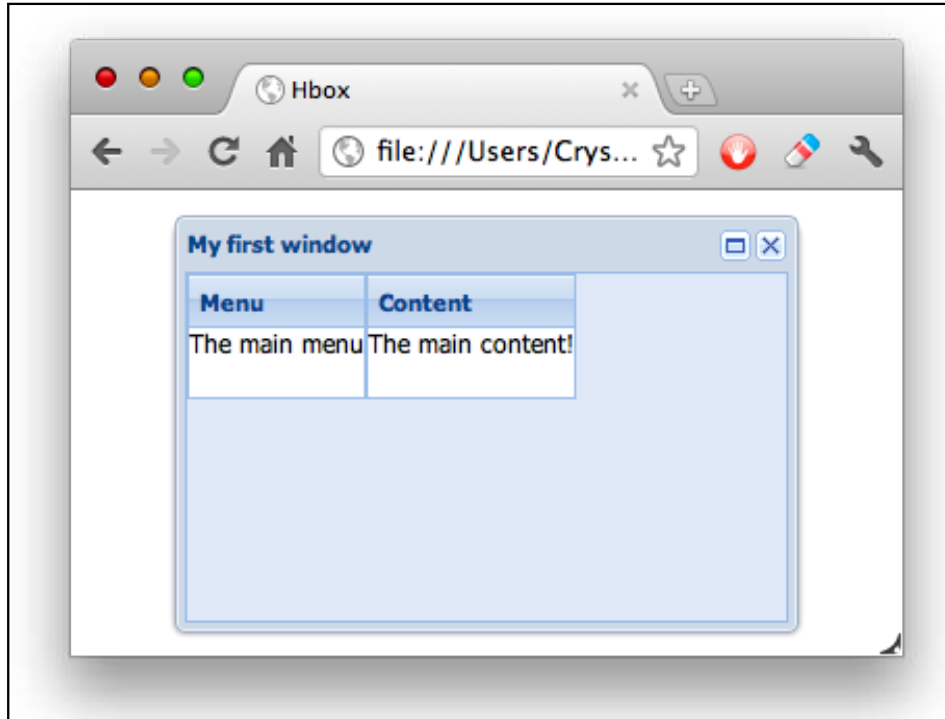 Hbox
file:///Users/Crys...
My first window
Menu Content
The main menu The main content!